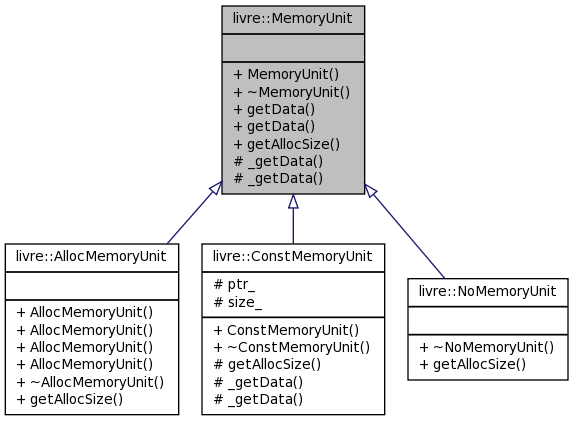 livre::MemoryUnit
+ MemoryUnit()
+ ~MemoryUnit()
+ getData()
+ getData()
+ getAllocSize()
# _getData()
# _getData()
livre::AllocMemoryUnit
+ AllocMemoryUnit()
+ AllocMemoryUnit()
+ AllocMemoryUnit()
+ AllocMemoryUnit()
+ ~AllocMemoryUnit()
+ getAllocSize()
livre::ConstMemoryUnit
# ptr_
# size_
+ ConstMemoryUnit()
+ ~ConstMemoryUnit()
# getAllocSize()
# _getData()
# _getData()
livre::NoMemoryUnit
+ ~NoMemoryUnit()
+ getAllocSize()